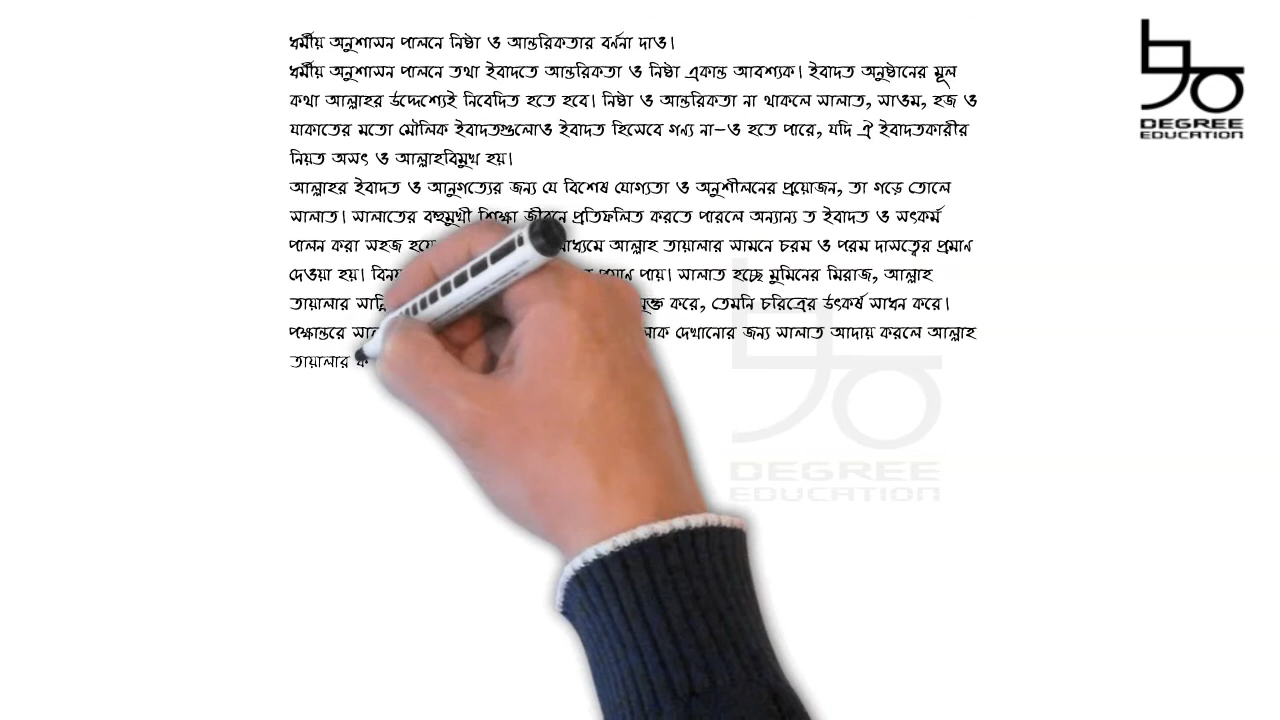 ধর্মীয় অনুশাসন পালনে নিষ্ঠা ও আন্তরিকতার বর্ণনা দাও।
ধর্মীয় অনুশাসন পালনে তথা ইবাদতে আন্তরিকতা ও নিষ্ঠা একান্ত আবশ্যক। ইবাদত অনুষ্ঠানের মূল
কথা আল্লাহর উদ্দেশ্যেই নিবেদিত হতে হবে। নিষ্ঠা ও আন্তরিকতা না থাকলে সালাত, সাওম, হজ ও
যাকাতের মতো মৌলিক ইবাদতগুলোও ইবাদত হিসেবে গন্য না-ও হতে পারে, যদি ঐ ইবাদতকারীর
নিয়ত অসৎ ও আল্লাহবিমুখ হয়।
আল্লাহর ইবাদত ও আনুগত্যের জন্য যে বিশেষ যোগ্যতা ও অনুশীলনের প্রয়োজন, তা গড়ে তোলে
সালাত। সালাতের বহুমুখী শিক্ষা জীবনে প্রতিফলিত করতে পারলে অন্যান্য ত ইবাদত ও সৎকর্ম
পালন করা সহজ আল্লাহ তায়ালার সামনে চরম ও পরম দাসত্বের প্রমাণ
দেওয়া হয়। পায়। সালাত হচ্ছে মুমিনের মিরাজ, আল্লাহ
তায়ালার করে, তেমনি চরিত্রের উৎকর্ষ সাধন করে।
পক্ষান্তরে দেখানোর জন্য সালাত আদায় করলে আল্লাহ
তায়ালার
DEGREE
EDUCATION
DEGREE
EDUCATION